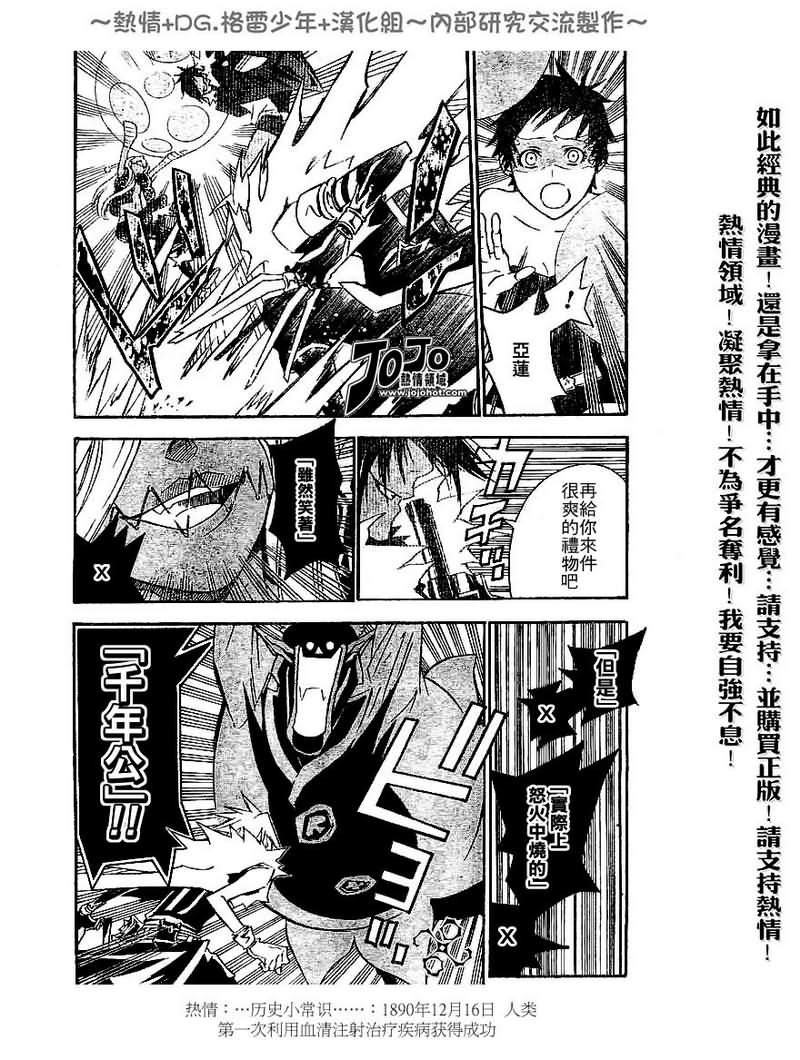 ～熱情+DG.格雷少年+漢化組～內部研究交流製作～
如此經典的漫畫！還是拿在手中…才更有感覺…請支持…並購買正版！請支持熱情！
熱情領域！凝聚熱情！不為爭名奪利！我要自強不息！
！
亞蓮
JOJO
熱情領域
www.jojohot.com
再給你來件
很爽的禮物吧
カチッ
「雖然笑著」
x
「但是」
x
「實際上
怒火中燒的」
x
「千年公」!!
ビド
熱情：…历史小常识……：1890年12月16日 人类
第一次利用血清注射治疗疾病获得成功